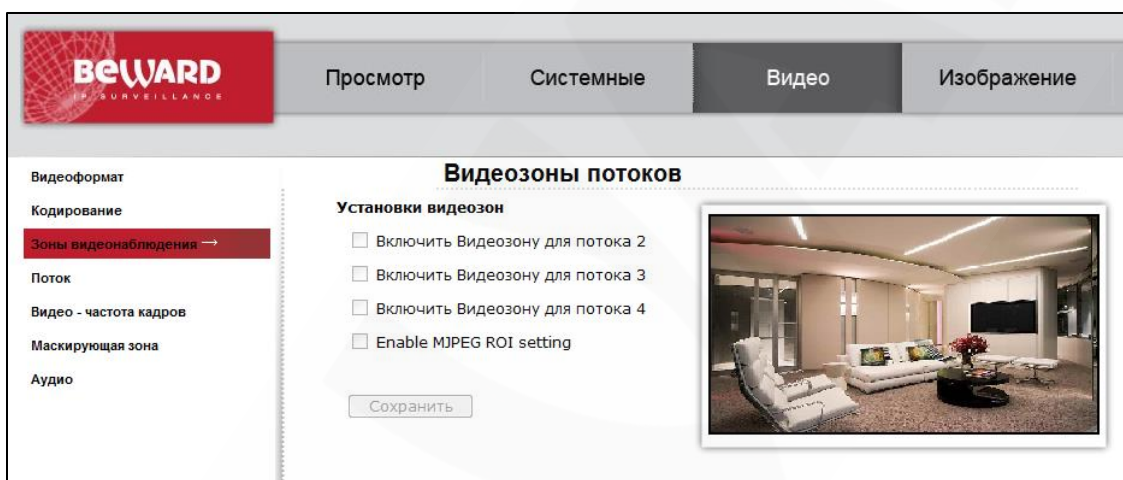 BEWARD
IP SURVEILLANCE
Просмотр
Системные
Видео
Изображение
Видеоформат
Кодирование
Зоны видеонаблюдения →
Поток
Видео - частота кадров
Маскирующая зона
Аудио
Видеозоны потоков
Установки видеозон
Включить Видеозону для потока 2
Включить Видеозону для потока 3
Включить Видеозону для потока 4
Enable MJPEG ROI setting
Сохранить